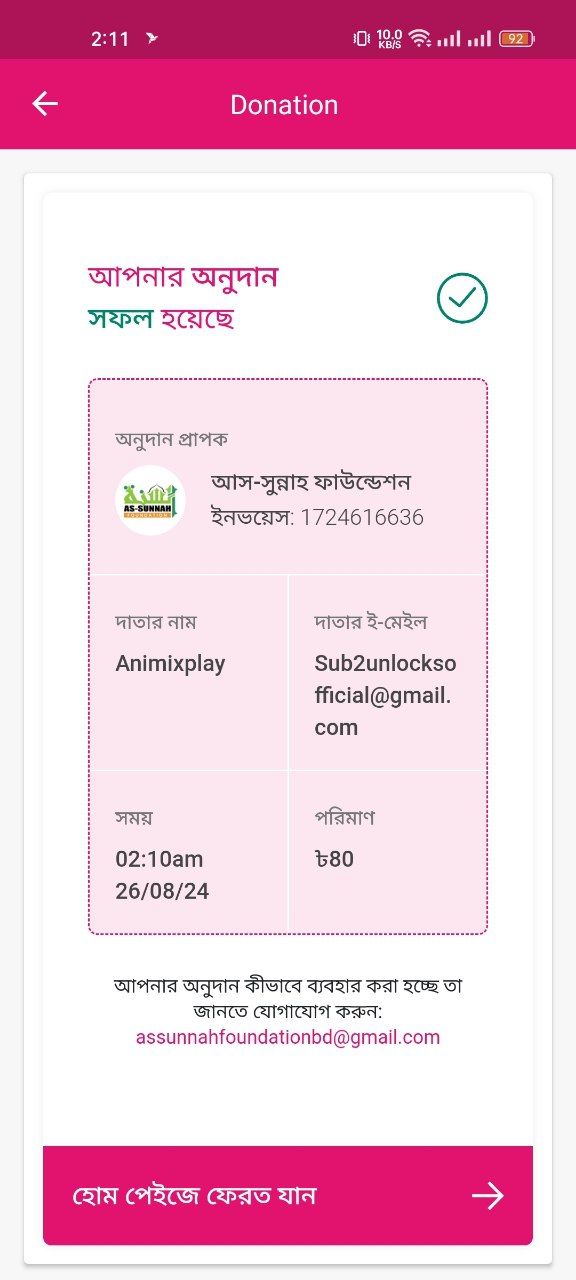 2:11
10.0
KB/S
92
Donation
আপনার অনুদান
সফল হয়েছে
অনুদান প্রাপক
AS-SUNNAH
FOUNDATION
আস-সুন্নাহ ফাউন্ডেশন
ইনভয়েস: 1724616636
দাতার নাম
Animixplay
দাতার ই-মেইল
Sub2unlockso
fficial@gmail.
com
সময়
02:10am
26/08/24
পরিমাণ
৳80
আপনার অনুদান কীভাবে ব্যবহার করা হচ্ছে তা
জানতে যোগাযোগ করুন:
assunnahfoundationbd@gmail.com
হোম পেইজে ফেরত যান